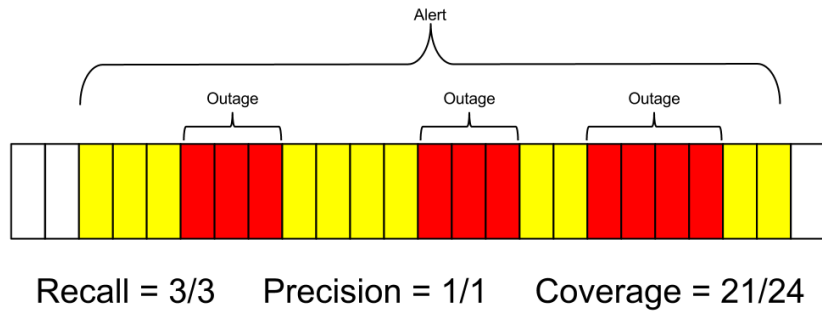 Alert
Outage Outage Outage
Recall = 3/3 Precision = 1/1 Coverage = 21/24